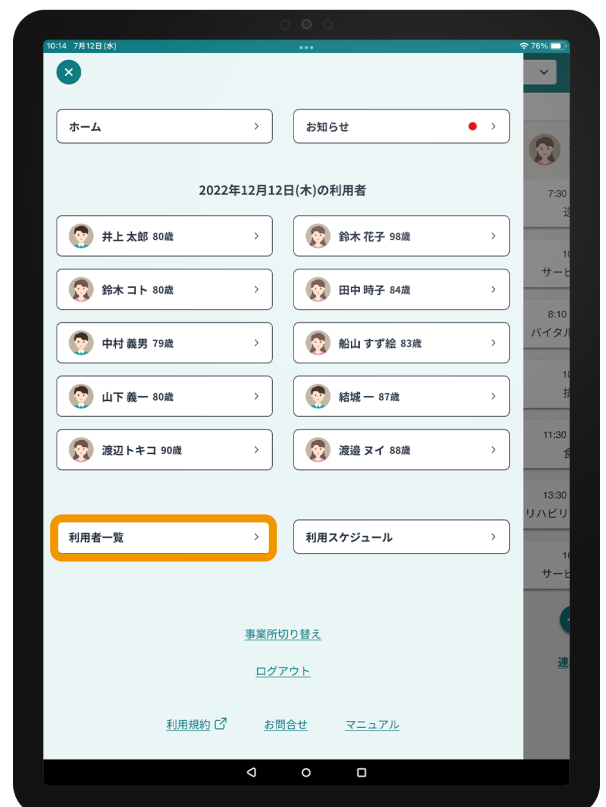 10:14 7月12日(水)
76%
ホーム
お知らせ
2022年12月12日(木)の利用者
井上 太郎 80歳
鈴木 花子 98歳
鈴木 コト 80歳
田中 時子 84歳
中村 義男 79歳
船山 すず絵 83歳
山下 義一 80歳
結城 一 87歳
渡辺トキコ 90歳
渡邉 ヌイ 88歳
利用者一覧
利用スケジュール
事業所切り替え
ログアウト
利用規約
お問合せ
マニュアル
7:30
10
サービ
8:10
バイタル
10
11:30
食
13:30
リハビリ
サービ
連